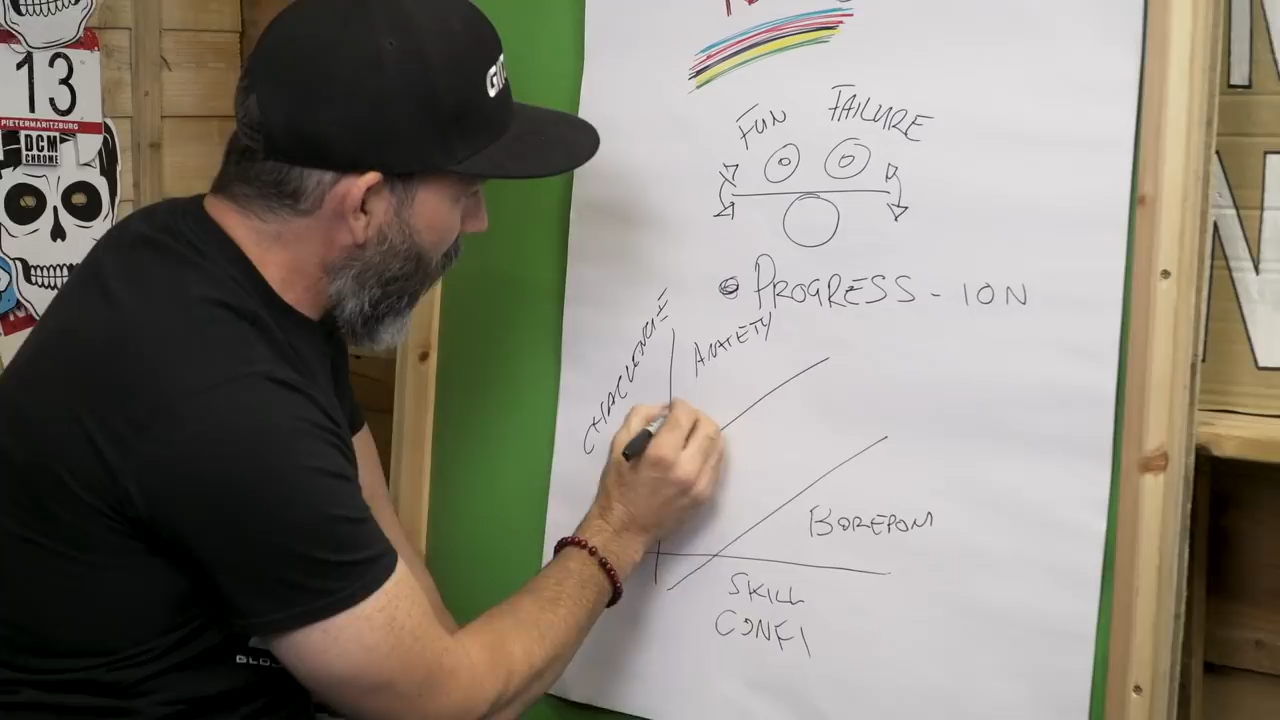 13
PIETERMARITZBURG
DCM
CHROME
FUN FAILURE
PROGRESS - ION
CHALLENGE
ANXIETY
BOREDOM
SKILL
CONFI